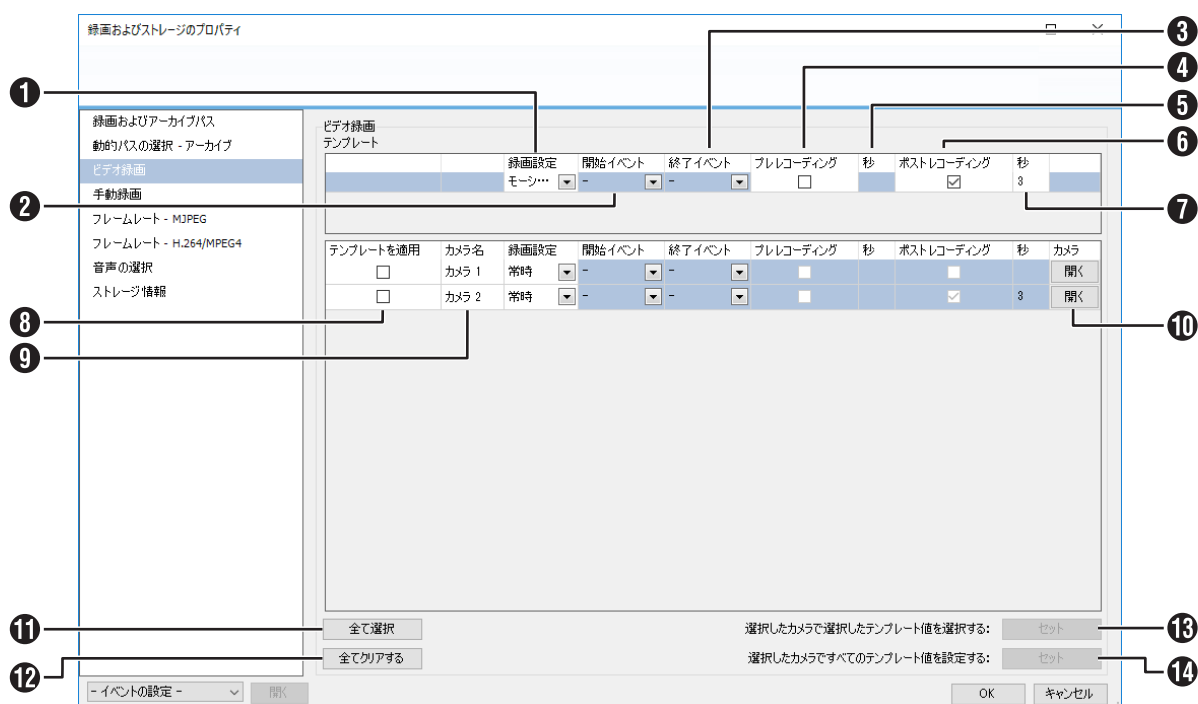 録画およびストレージのプロパティ
❶
❷
❸
❹
❺
❻
❼
❽
❾
❿
⓫
⓬
⓭
⓮
録画およびアーカイブパス
動的パスの選択 - アーカイブ
ビデオ録画
手動録画
フレームレート - MJPEG
フレームレート - H.264/MPEG4
音声の選択
ストレージ情報
ビデオ録画
テンプレート
録画設定 開始イベント 終了イベント プレレコーディング 秒 ポストレコーディング 秒
モーシ… - - 3
テンプレートを適用 カメラ名 録画設定 開始イベント 終了イベント プレレコーディング 秒 ポストレコーディング 秒 カメラ
カメラ 1 常時 - - 開く
カメラ 2 常時 - - 3 開く
全て選択 選択したカメラで選択したテンプレート値を選択する: セット
全てクリアする 選択したカメラですべてのテンプレート値を設定する: セット
- イベントの設定 - 開く OK キャンセル